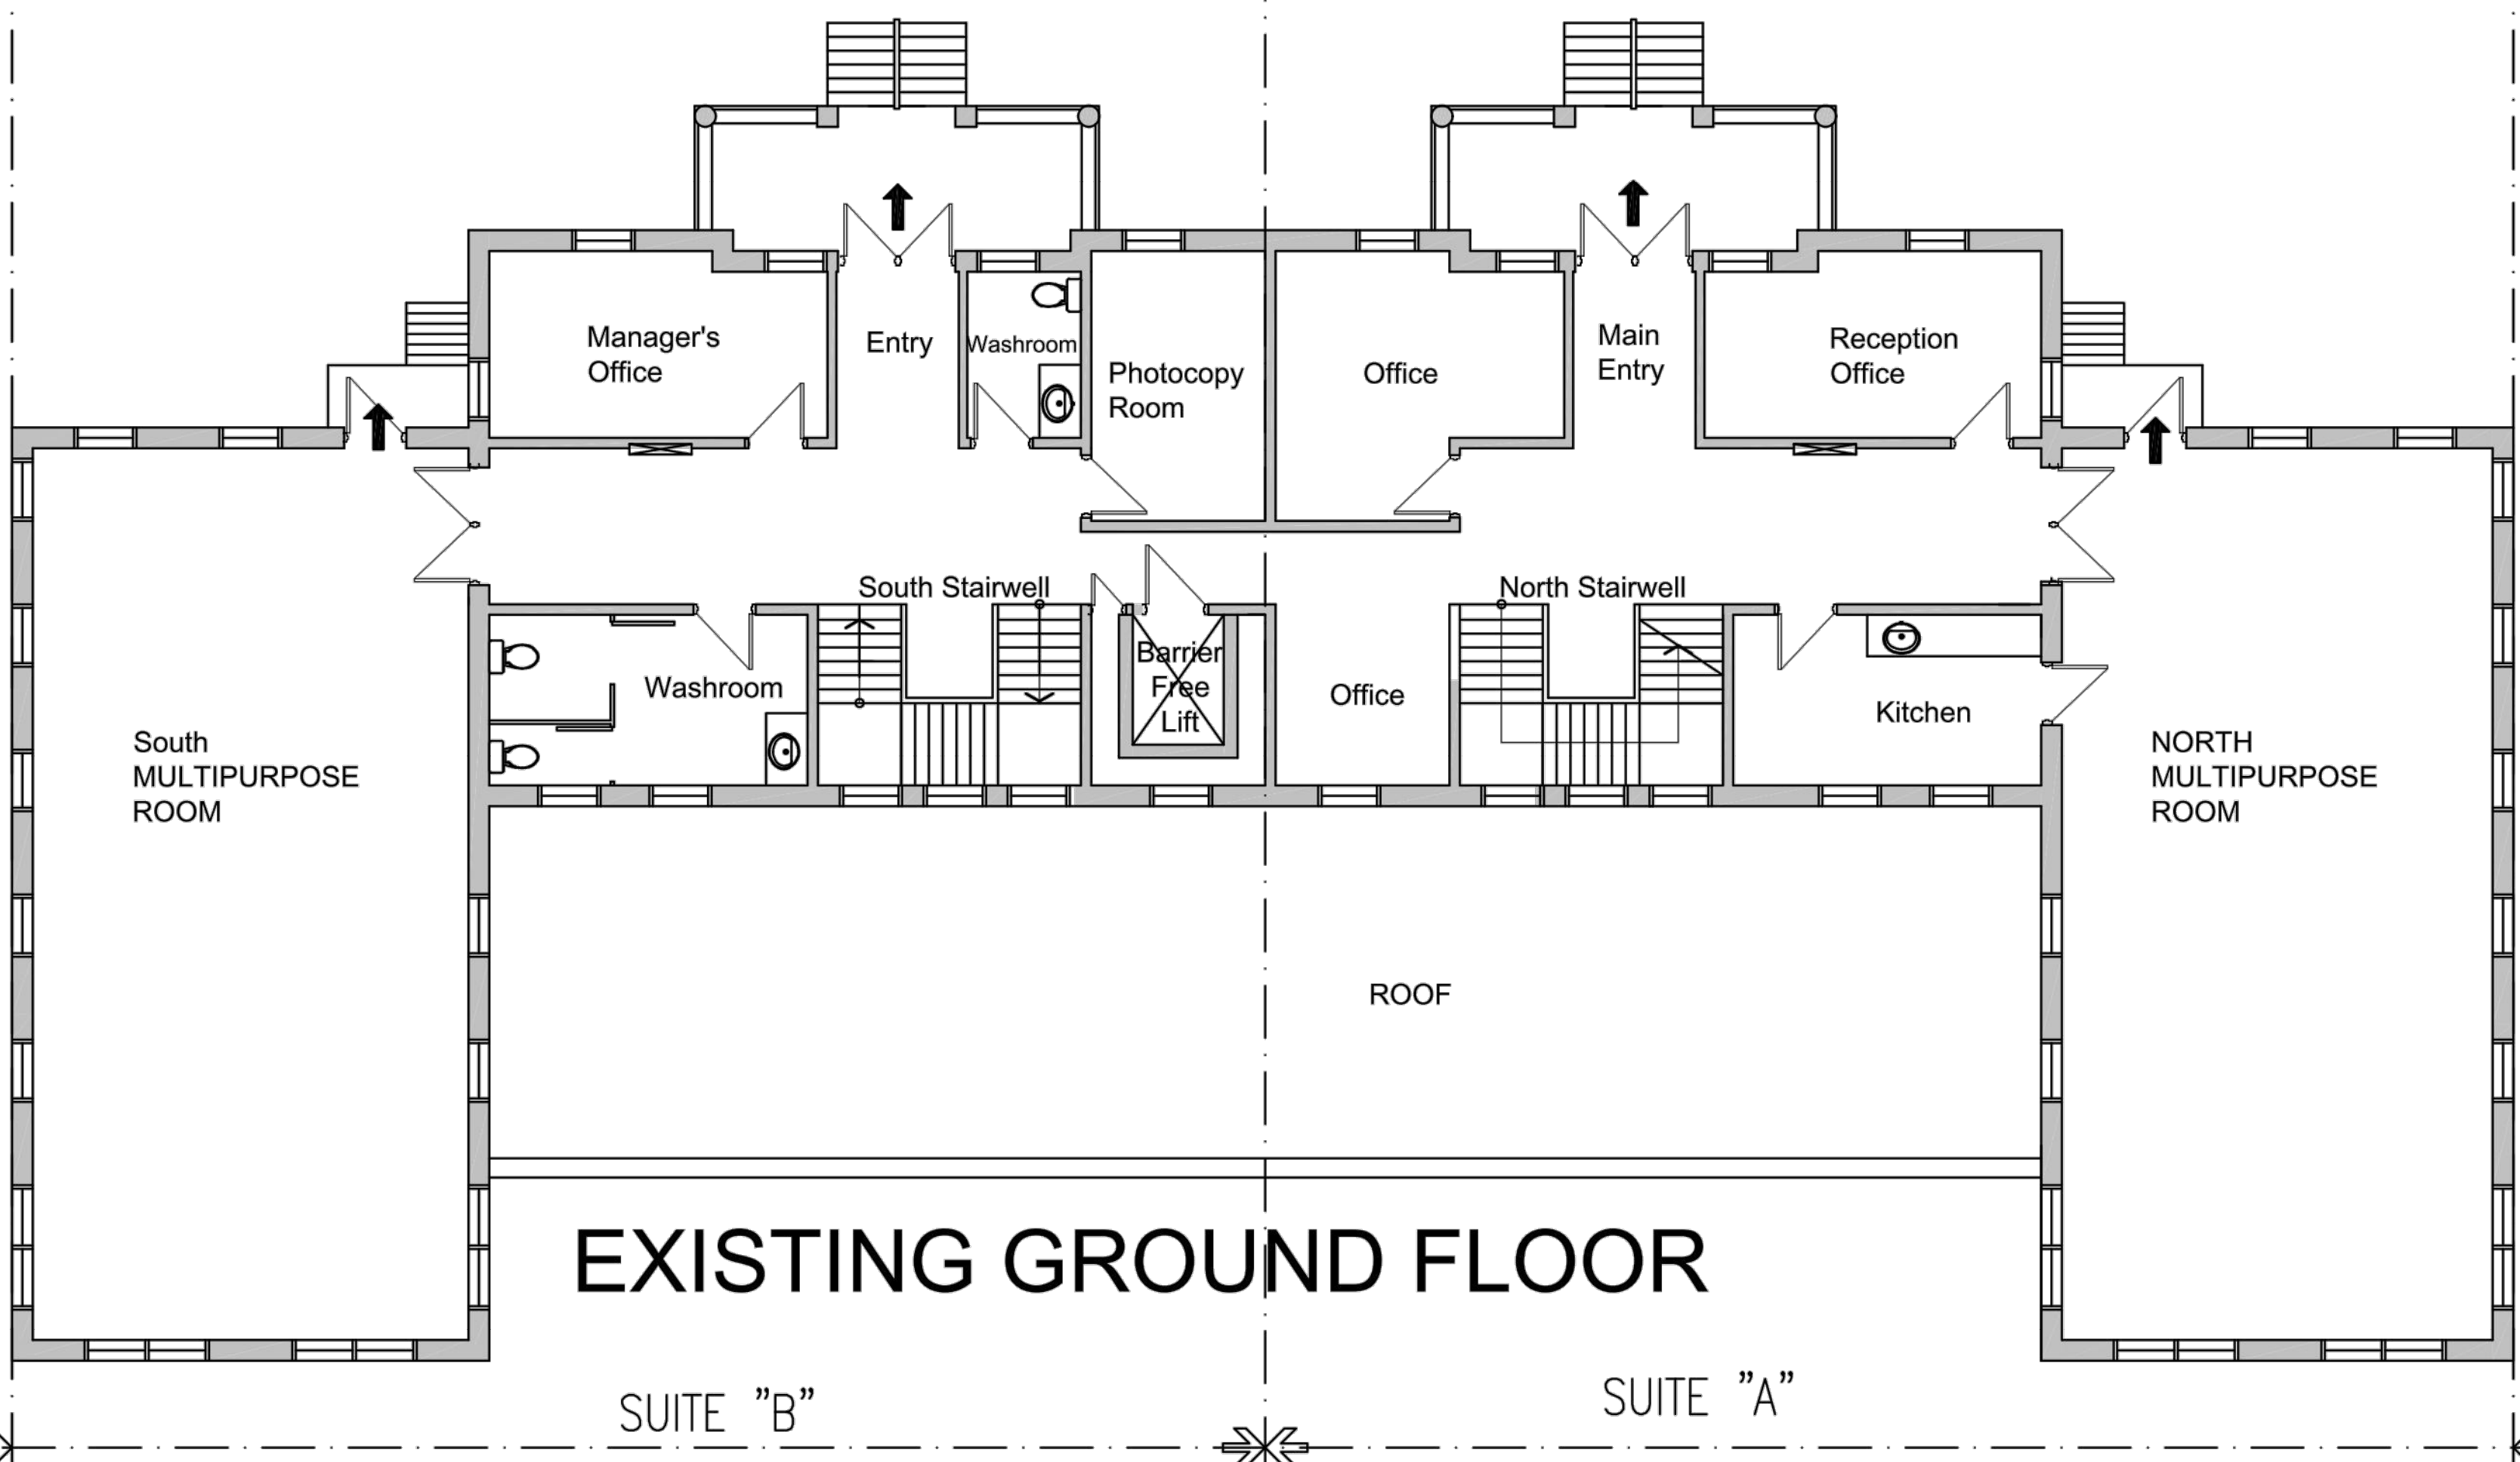 Manager's
Office
Entry
Washroom
Photocopy
Room
Office
Main
Entry
Reception
Office
South Stairwell
North Stairwell
Washroom
Barrier
Free
Lift
Office
Kitchen
South
MULTIPURPOSE
ROOM
NORTH
MULTIPURPOSE
ROOM
ROOF
EXISTING GROUND FLOOR
SUITE "B"
SUITE "A"